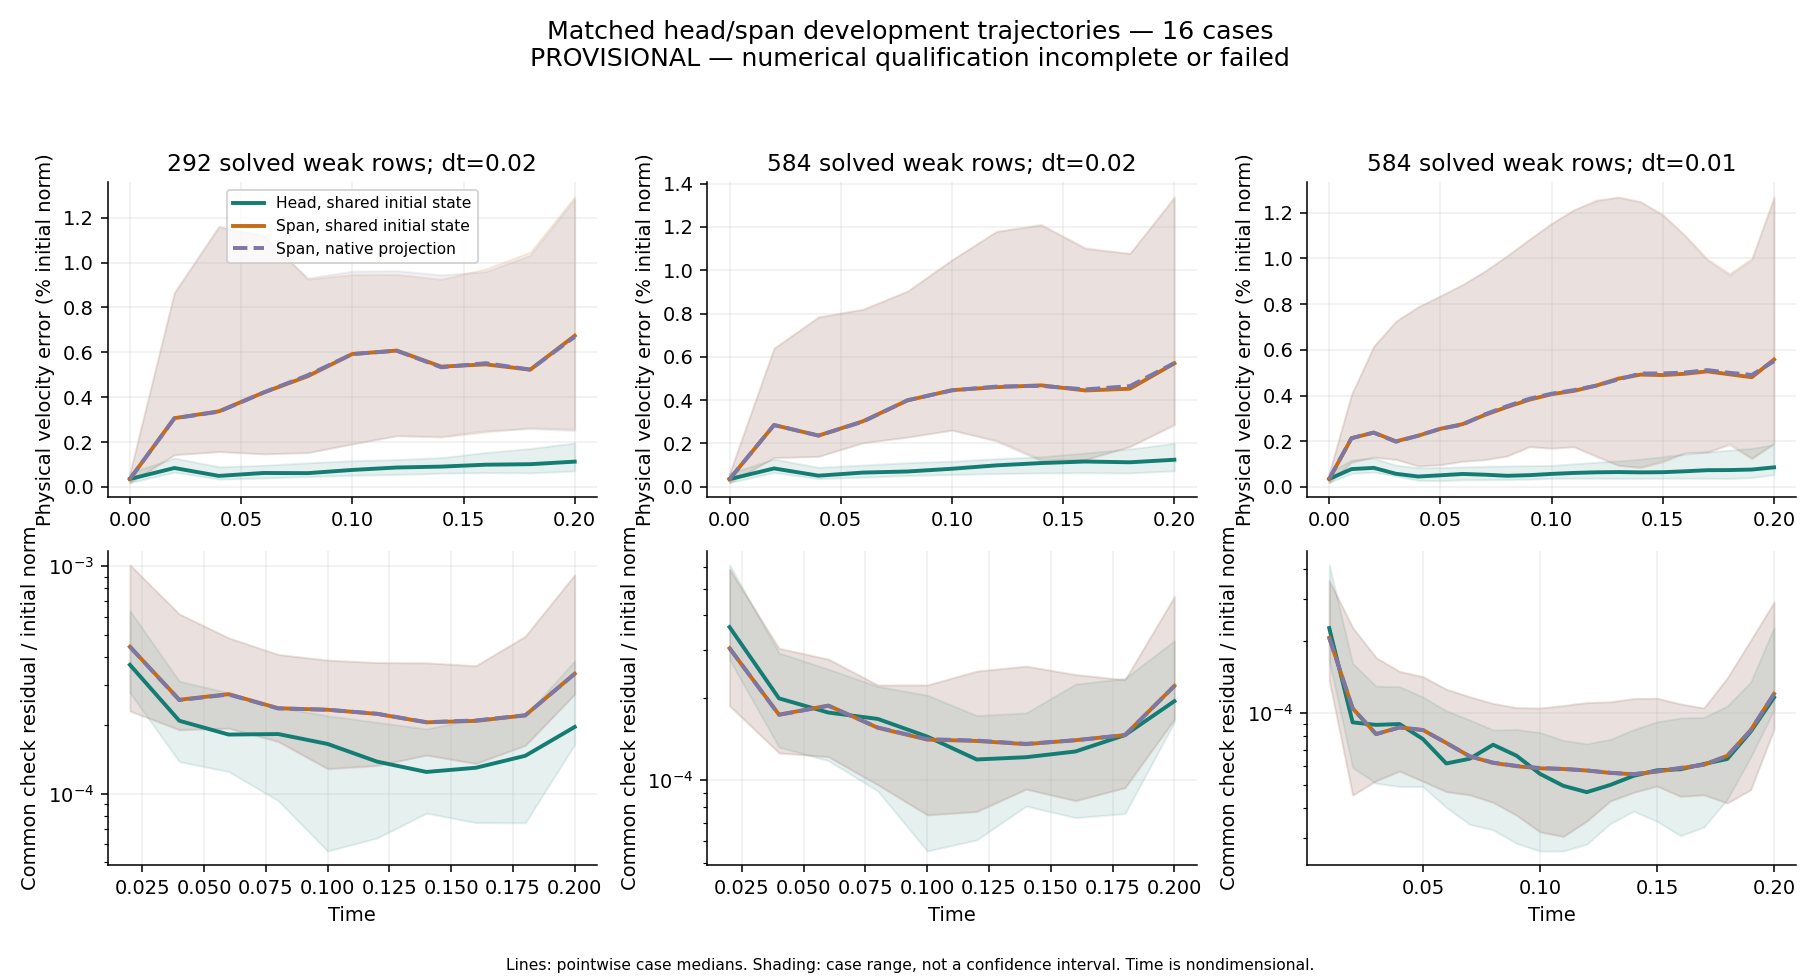 Matched head/span development trajectories — 16 cases
PROVISIONAL — numerical qualification incomplete or failed
292 solved weak rows; dt=0.02
584 solved weak rows; dt=0.02
584 solved weak rows; dt=0.01
Physical velocity error (% initial norm)
1.2
1.0
0.8
0.6
0.4
0.2
0.0
Head, shared initial state
Span, shared initial state
Span, native projection
0.00 0.05 0.10 0.15 0.20
Physical velocity error (% initial norm)
1.4
1.2
1.0
0.8
0.6
0.4
0.2
0.0
0.00 0.05 0.10 0.15 0.20
Physical velocity error (% initial norm)
1.2
1.0
0.8
0.6
0.4
0.2
0.0
0.00 0.05 0.10 0.15 0.20
Common check residual / initial norm
10⁻³
10⁻⁴
0.025 0.050 0.075 0.100 0.125 0.150 0.175 0.200
Time
Common check residual / initial norm
10⁻⁴
0.025 0.050 0.075 0.100 0.125 0.150 0.175 0.200
Time
Common check residual / initial norm
10⁻⁴
0.05 0.10 0.15 0.20
Time
Lines: pointwise case medians. Shading: case range, not a confidence interval. Time is nondimensional.